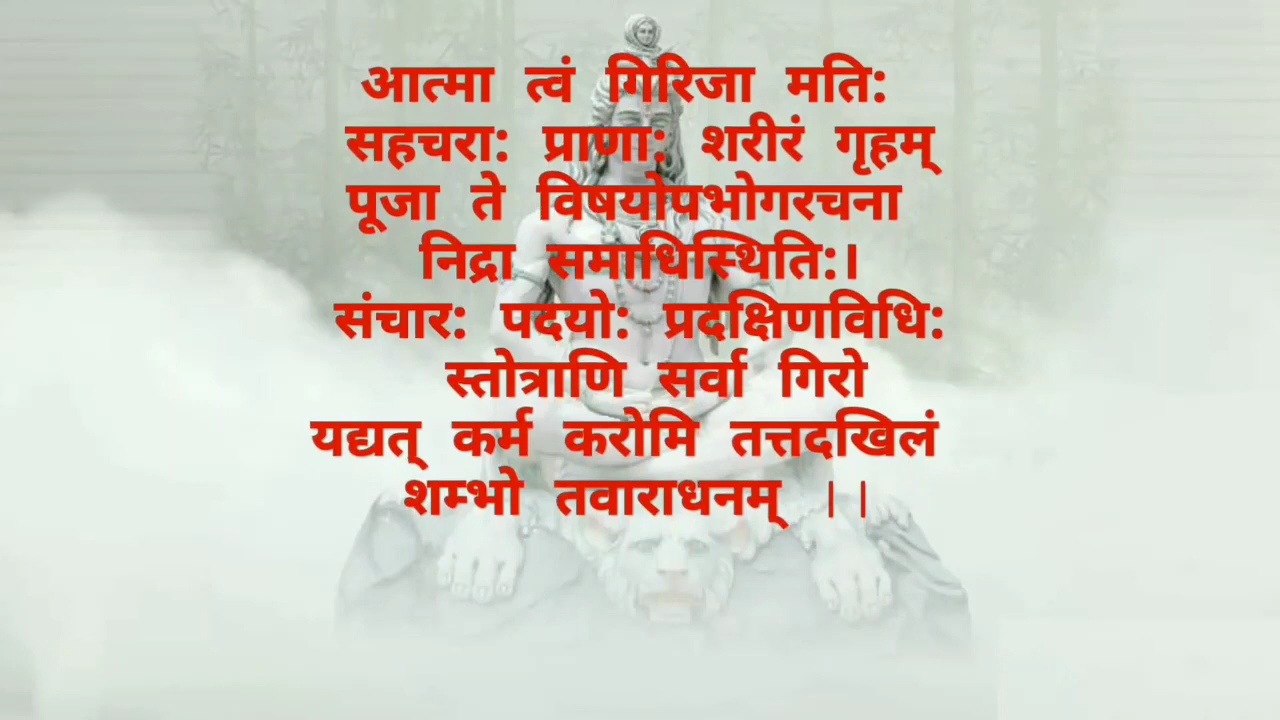 आत्मा त्वं गिरिजा मति:
सहचरा: प्राणा: शरीरं गृहम्
पूजा ते विषयोपभोगरचना
निद्रा समाधिस्थिति:।
संचार: पदयो: प्रदक्षिणविधि:
स्तोत्राणि सर्वा गिरो
यद्यत् कर्म करोमि तत्तदखिलं
शम्भो तवाराधनम् ।।